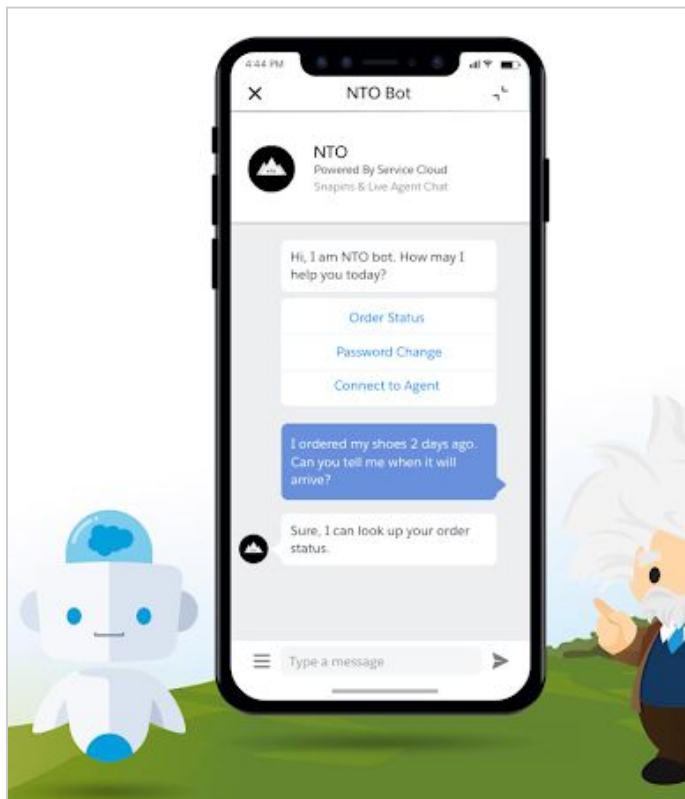 4:44 PM
NTO Bot
NTO
Powered By Service Cloud
Snapins & Live Agent Chat
Hi, I am NTO bot. How may I
help you today?
Order Status
Password Change
Connect to Agent
I ordered my shoes 2 days ago.
Can you tell me when it will
arrive?
Sure, I can look up your order
status.
Type a message